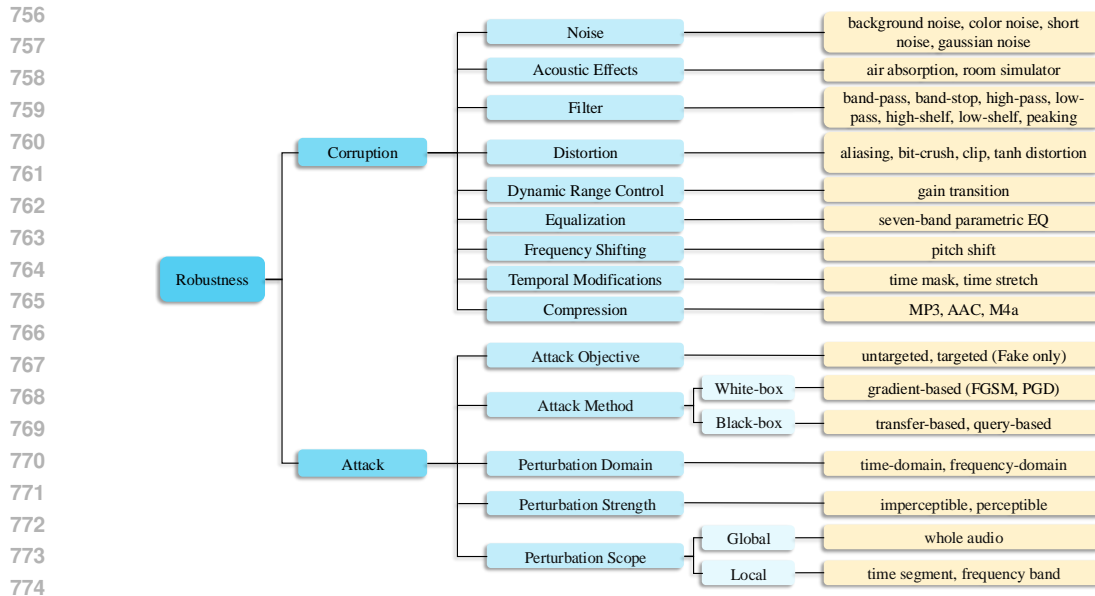 756
757
758
759
760
761
762
763
764
765
766
767
768
769
770
771
772
773
774
Robustness
Corruption
Noise
background noise, color noise, short
noise, gaussian noise
Acoustic Effects
air absorption, room simulator
Filter
band-pass, band-stop, high-pass, low-
pass, high-shelf, low-shelf, peaking
Distortion
aliasing, bit-crush, clip, tanh distortion
Dynamic Range Control
gain transition
Equalization
seven-band parametric EQ
Frequency Shifting
pitch shift
Temporal Modifications
time mask, time stretch
Compression
MP3, AAC, M4a
Attack
Attack Objective
untargeted, targeted (Fake only)
Attack Method
White-box
gradient-based (FGSM, PGD)
Black-box
transfer-based, query-based
Perturbation Domain
time-domain, frequency-domain
Perturbation Strength
imperceptible, perceptible
Perturbation Scope
Global
whole audio
Local
time segment, frequency band